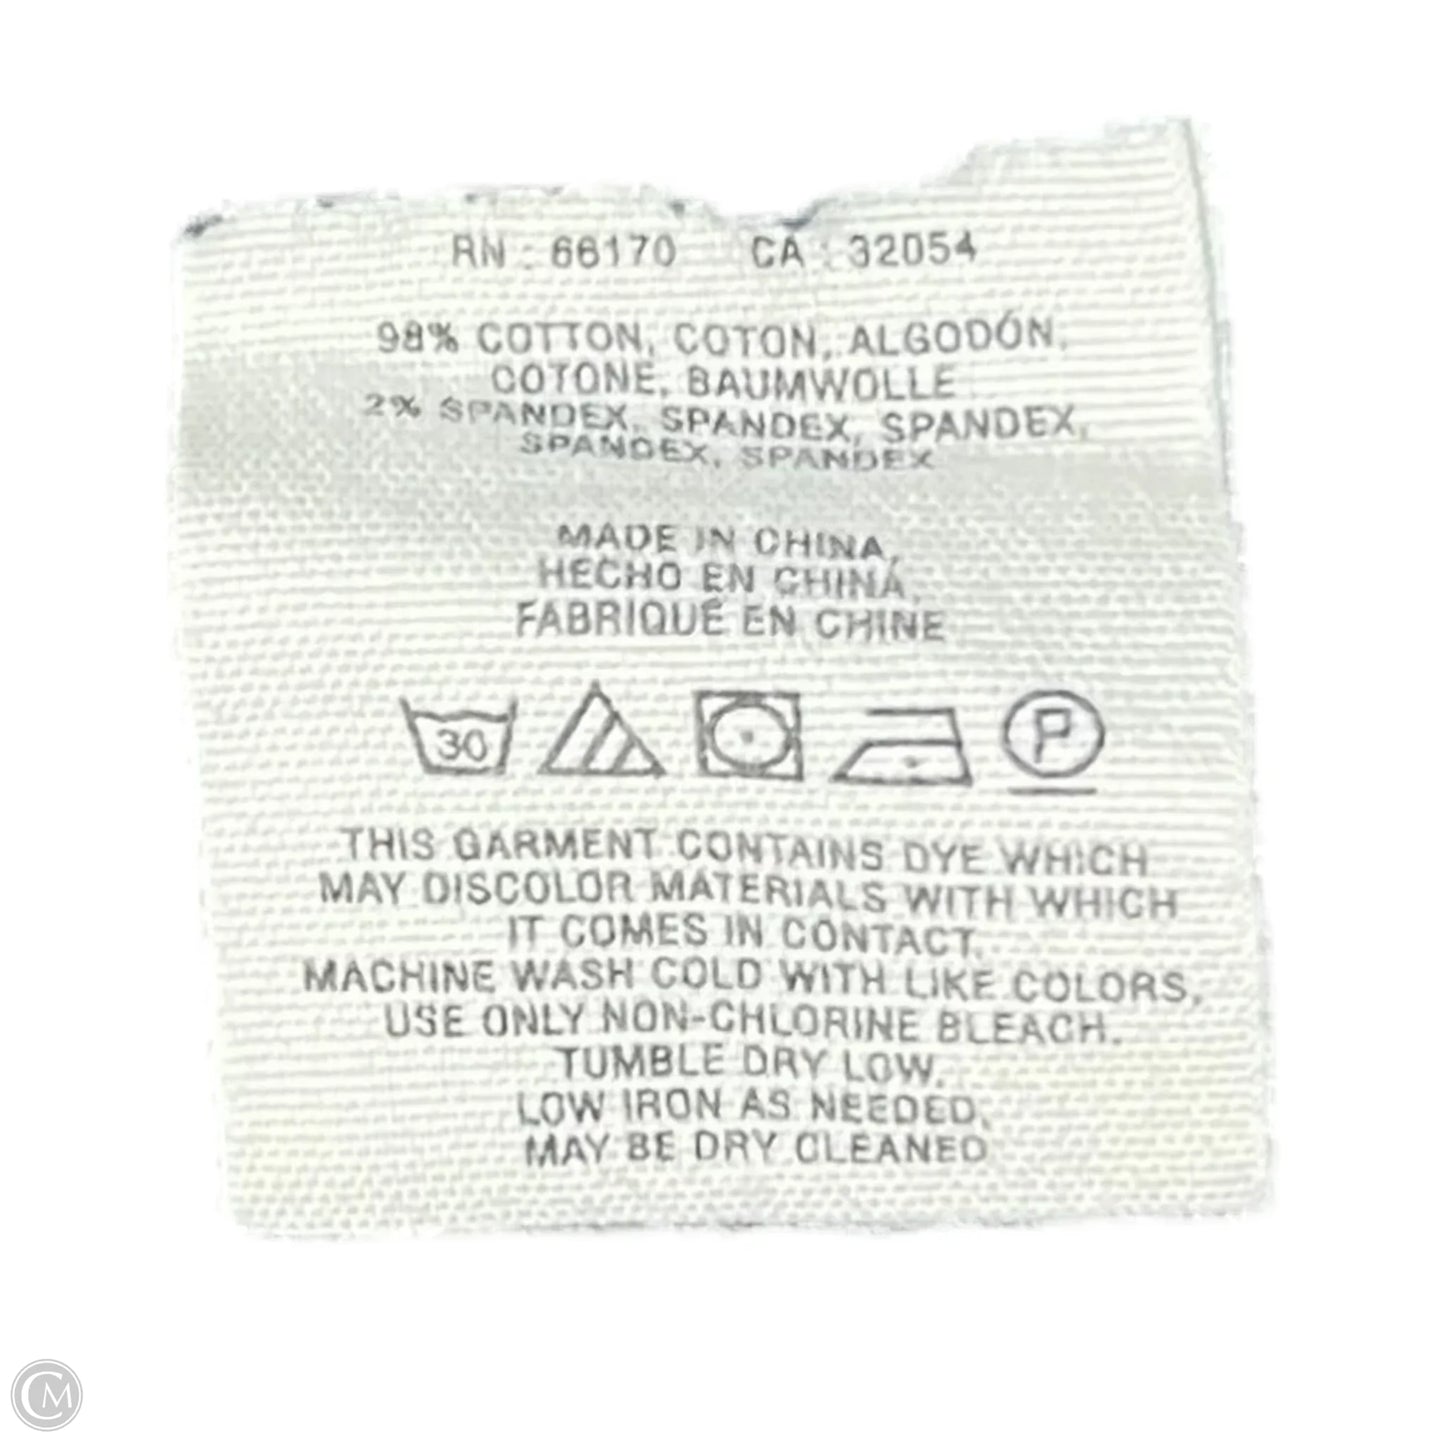 RN : 66170 CA : 32054
98% COTTON, COTON, ALGODÓN,
COTONE, BAUMWOLLE
2% SPANDEX, SPANDEX, SPANDEX,
SPANDEX, SPANDEX
MADE IN CHINA,
HECHO EN CHINA,
FABRIQUÉ EN CHINE
30
P
THIS GARMENT CONTAINS DYE WHICH
MAY DISCOLOR MATERIALS WITH WHICH
IT COMES IN CONTACT.
MACHINE WASH COLD WITH LIKE COLORS,
USE ONLY NON-CHLORINE BLEACH.
TUMBLE DRY LOW.
LOW IRON AS NEEDED,
MAY BE DRY CLEANED
CM